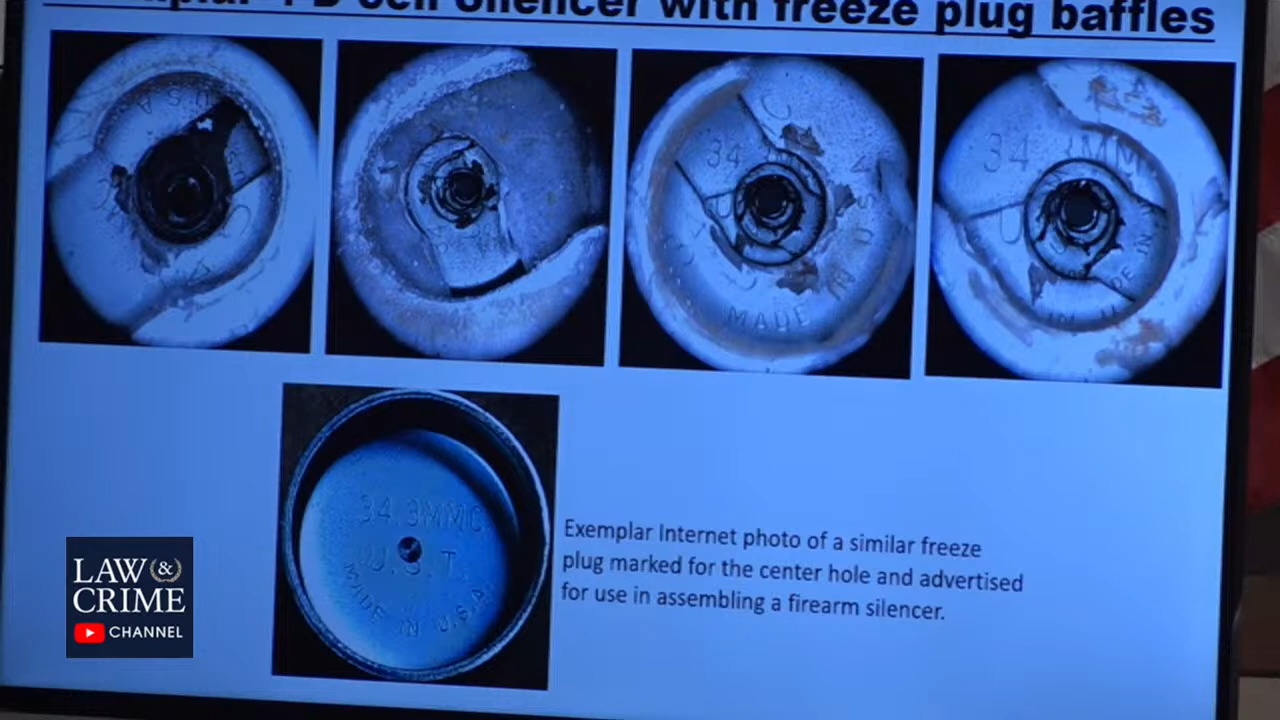 silencer with freeze plug baffles
34
MADE
34 3MM
34.3MMC
U.S.T.
MADE IN U.S.A
Exemplar Internet photo of a similar freeze
plug marked for the center hole and advertised
for use in assembling a firearm silencer.
LAW &
CRIME
CHANNEL